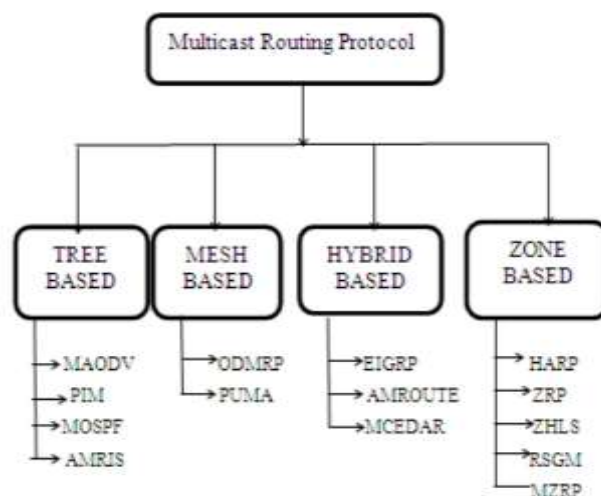 Multicast Routing Protocol
TREE
BASED
MAODV
PIM
MOSPF
AMRIS
MESH
BASED
ODMRP
PUMA
HYBRID
BASED
EIGRP
AMROUTE
MCEDAR
ZONE
BASED
HARP
ZRP
ZHLS
RSGM
MZRP